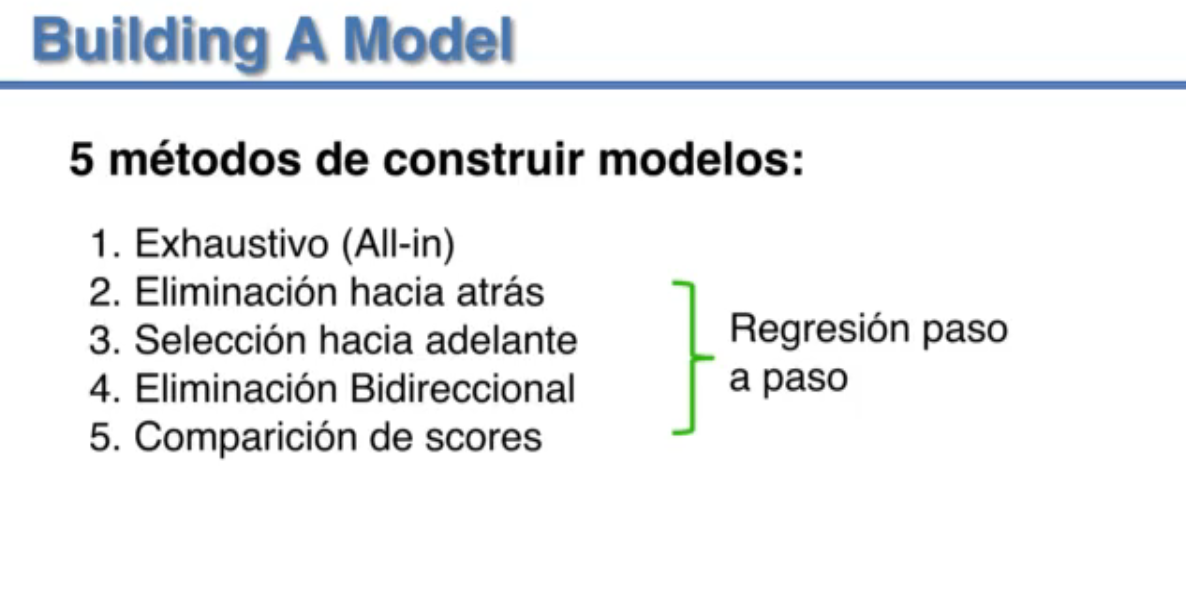 Building A Model
5 métodos de construir modelos:
1. Exhaustivo (All-in)
2. Eliminación hacia atrás
3. Selección hacia adelante
4. Eliminación Bidireccional
5. Comparición de scores
Regresión paso
a paso